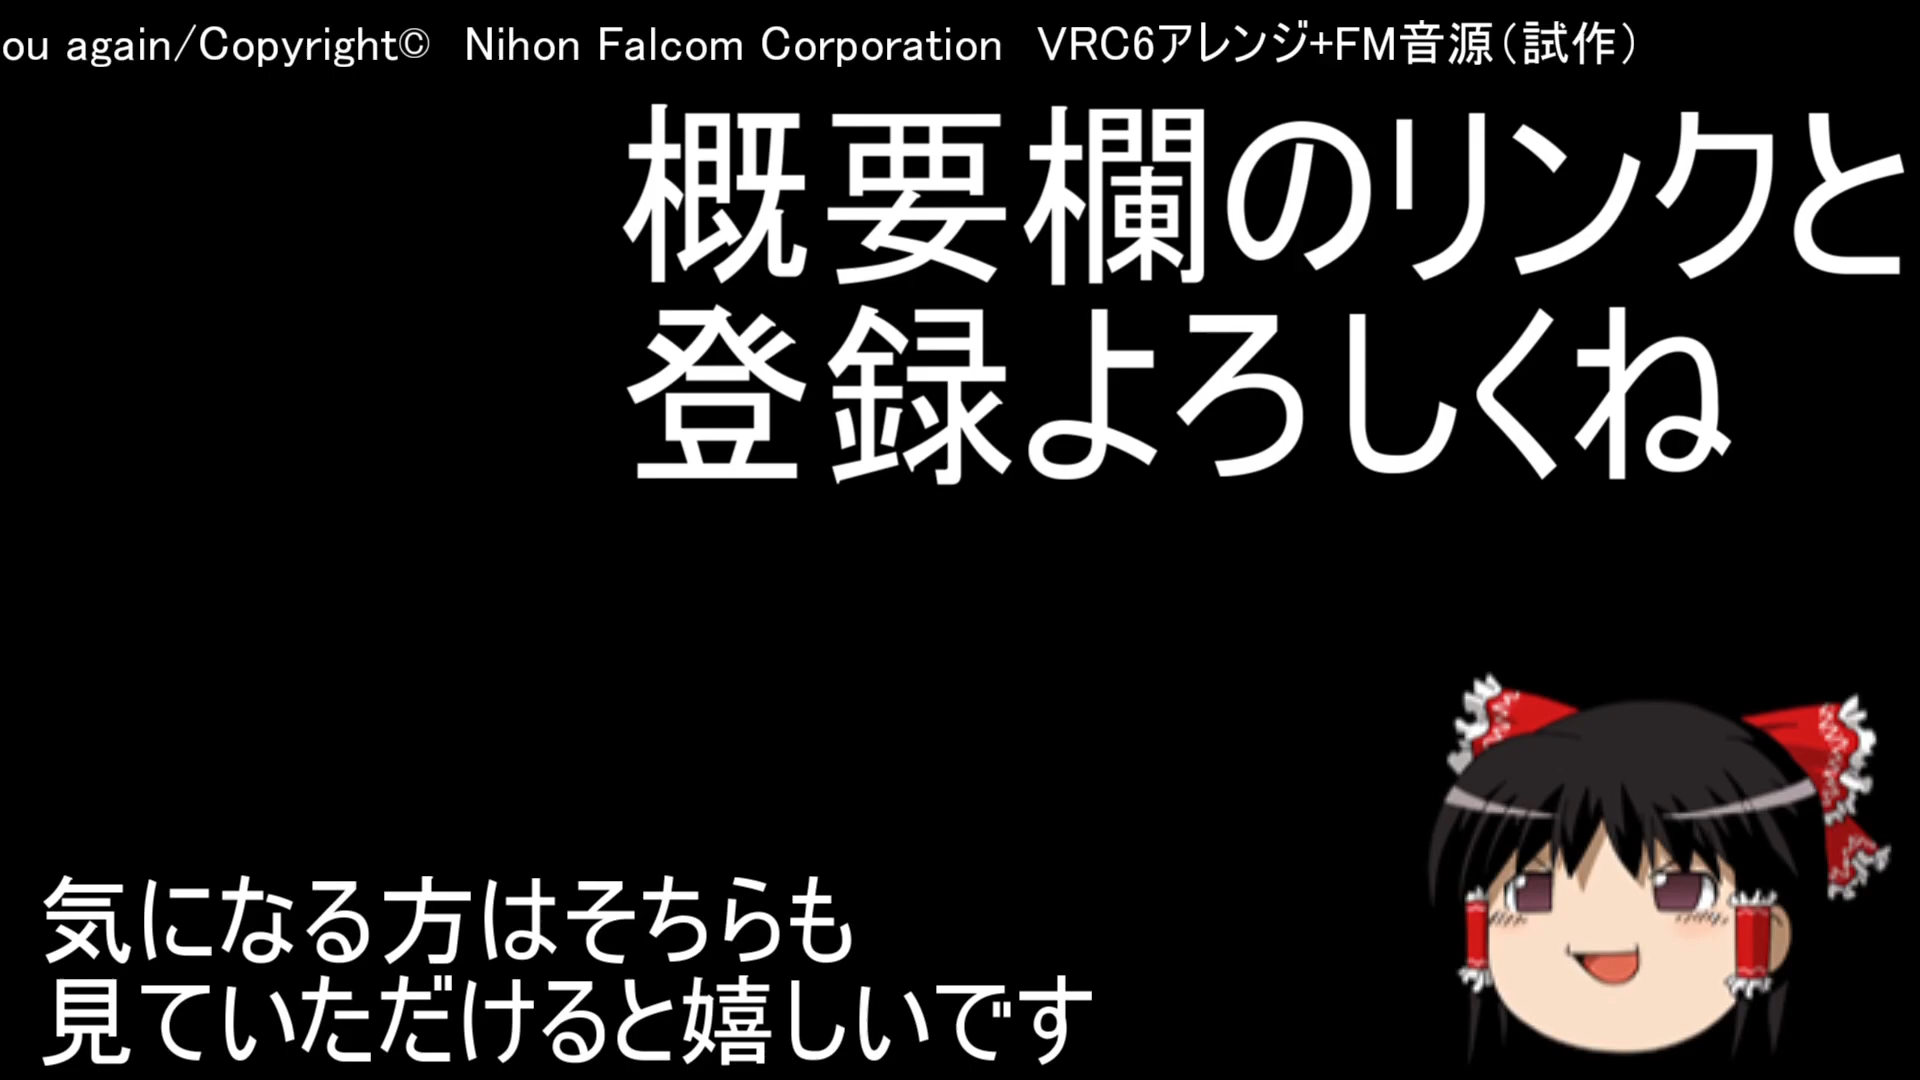 ou again/Copyright© Nihon Falcom Corporation VRC6アレンジ+FM音源（試作）
概要欄のリンクと
登録よろしくね
気になる方はそちらも
見ていただけると嬉しいです